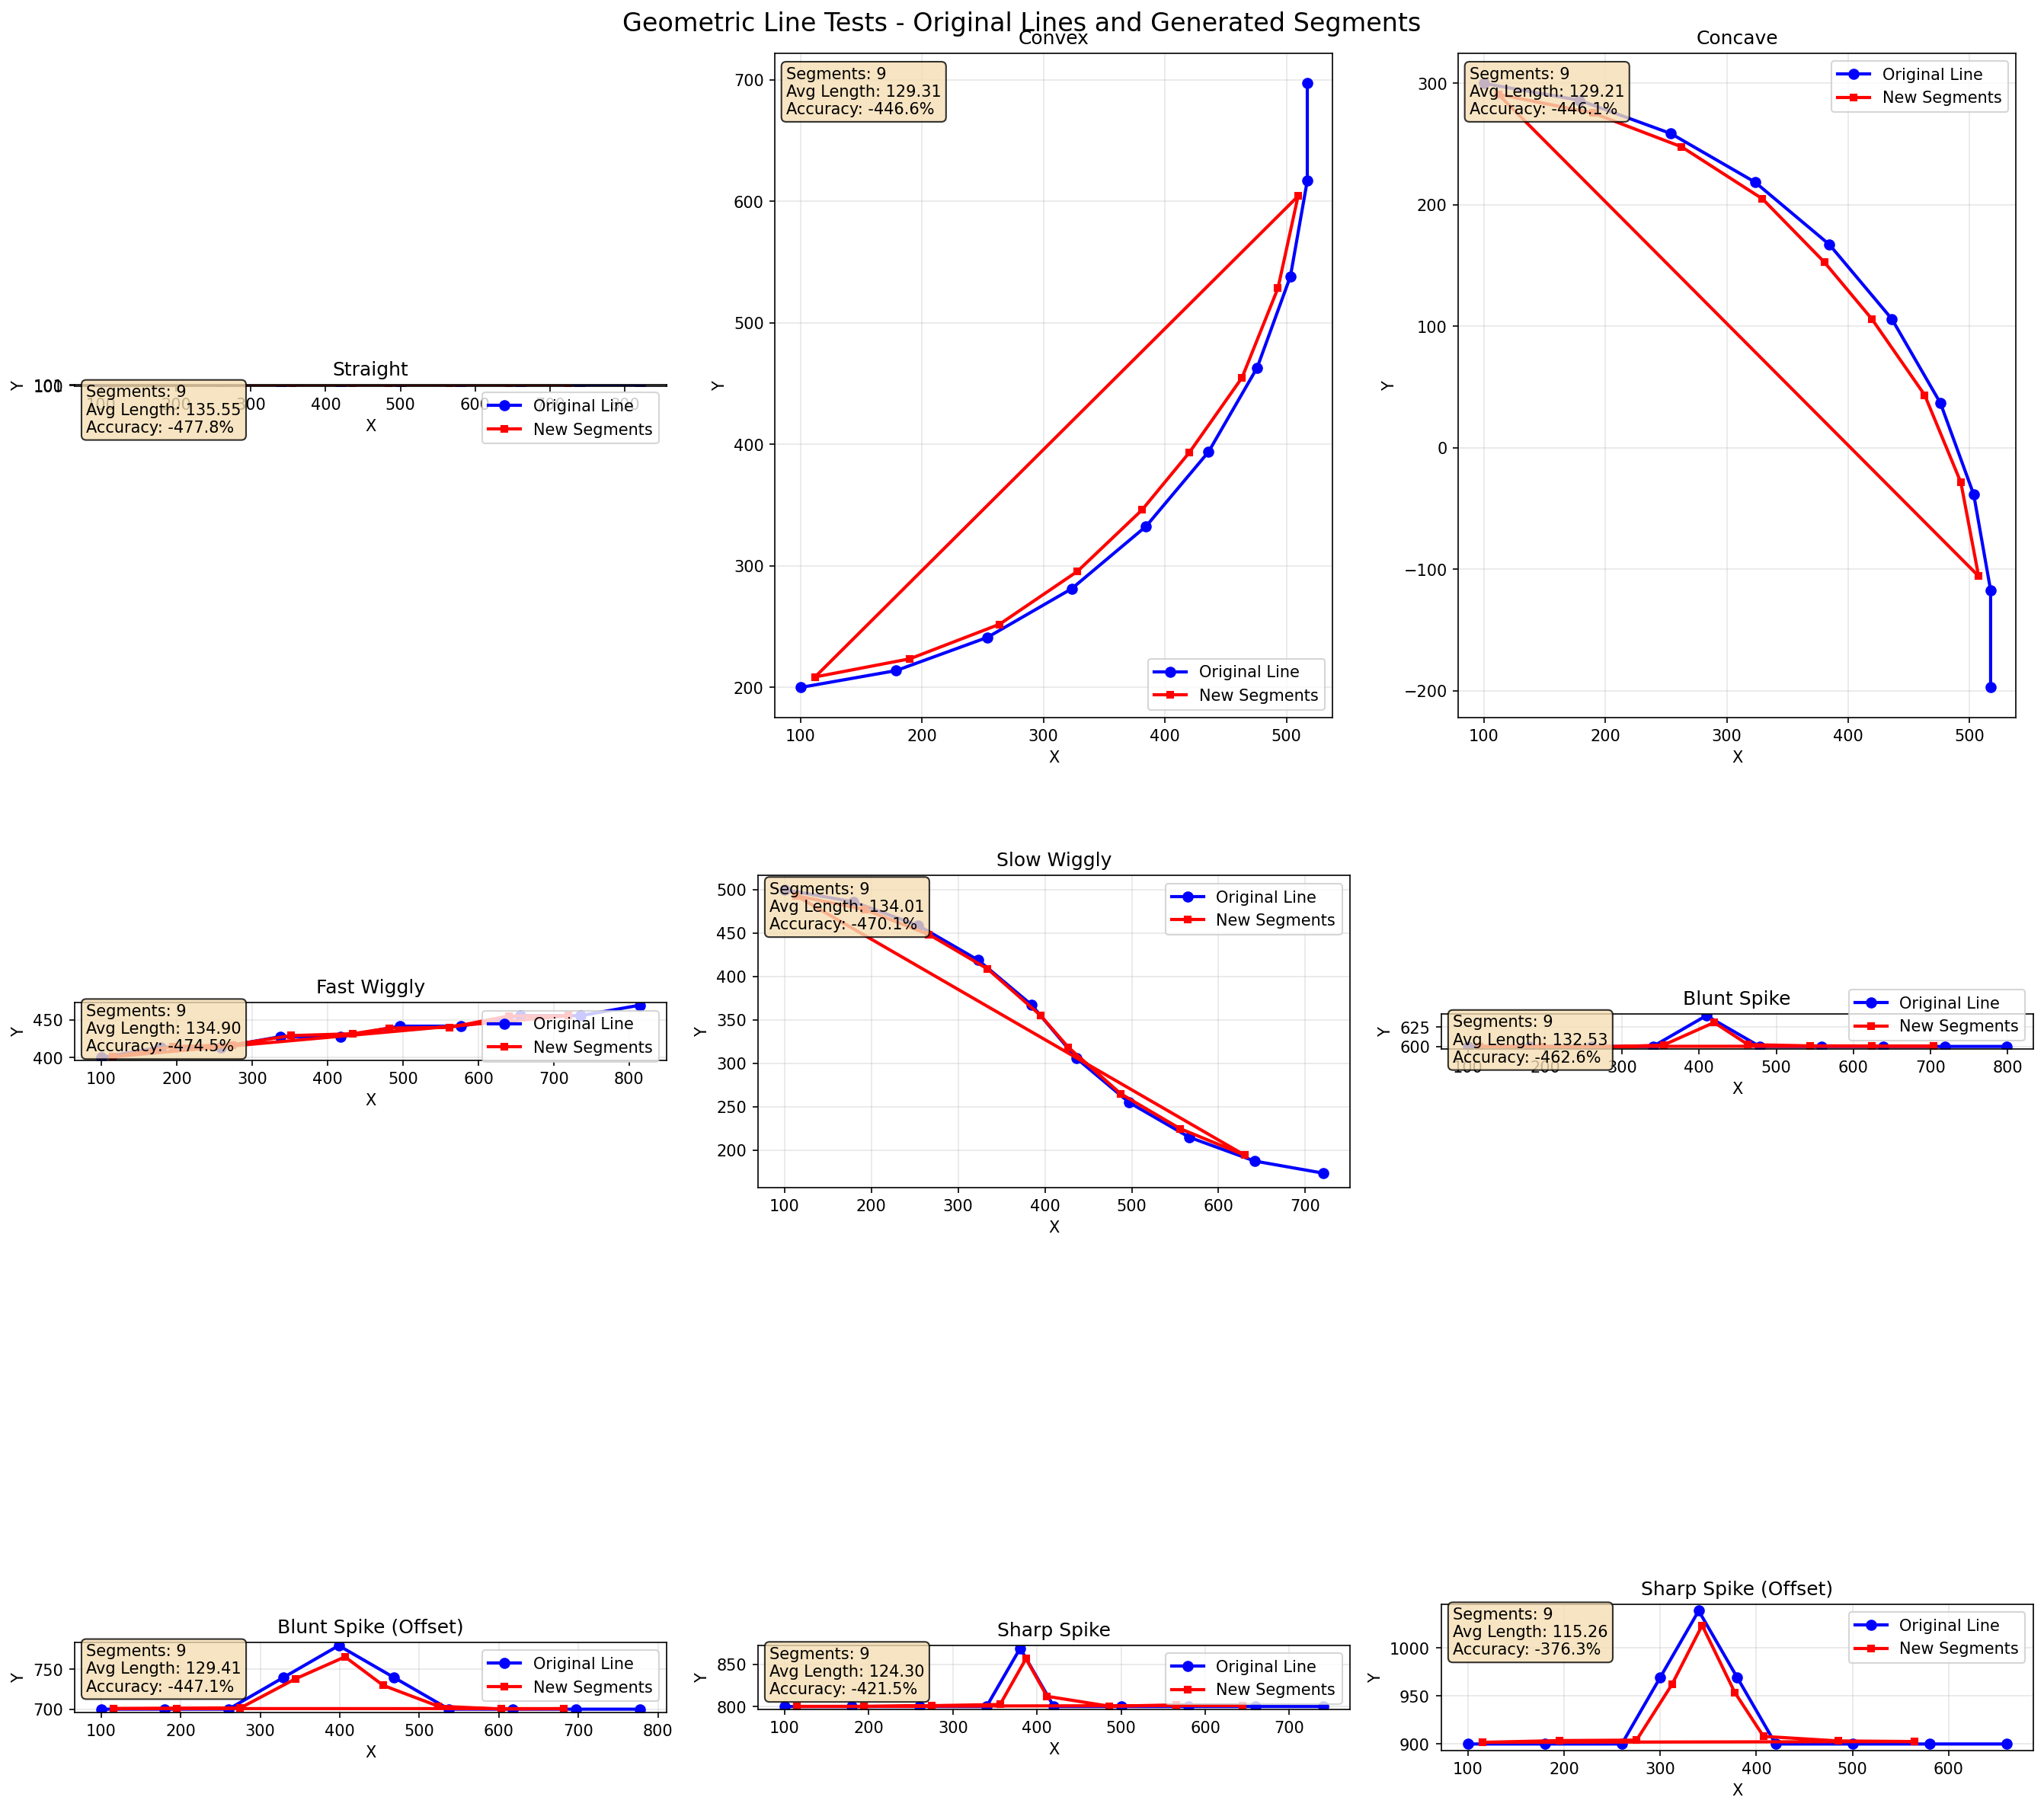 Geometric Line Tests - Original Lines and Generated Segments
Straight
Y
101
Segments: 9
Avg Length: 135.55
Accuracy: -477.8%
100 200 300 400 500 600 700 800
X
Original Line
New Segments
Convex
Segments: 9
Avg Length: 129.31
Accuracy: -446.6%
700
600
500
400
300
200
Y
Original Line
New Segments
100 200 300 400 500
X
Concave
Segments: 9
Avg Length: 129.21
Accuracy: -446.1%
Original Line
New Segments
300
200
100
0
−100
−200
Y
100 200 300 400 500
X
Fast Wiggly
Segments: 9
Avg Length: 134.90
Accuracy: -474.5%
Original Line
New Segments
450
400
Y
100 200 300 400 500 600 700 800
X
Slow Wiggly
Segments: 9
Avg Length: 134.01
Accuracy: -470.1%
Original Line
New Segments
500
450
400
350
300
250
200
Y
100 200 300 400 500 600 700
X
Blunt Spike
Segments: 9
Avg Length: 132.53
Accuracy: -462.6%
Original Line
New Segments
625
600
Y
100 200 300 400 500 600 700 800
X
Blunt Spike (Offset)
Segments: 9
Avg Length: 129.41
Accuracy: -447.1%
Original Line
New Segments
750
700
Y
100 200 300 400 500 600 700 800
X
Sharp Spike
Segments: 9
Avg Length: 124.30
Accuracy: -421.5%
Original Line
New Segments
850
800
Y
100 200 300 400 500 600 700
X
Sharp Spike (Offset)
Segments: 9
Avg Length: 115.26
Accuracy: -376.3%
Original Line
New Segments
1000
950
900
Y
100 200 300 400 500 600
X